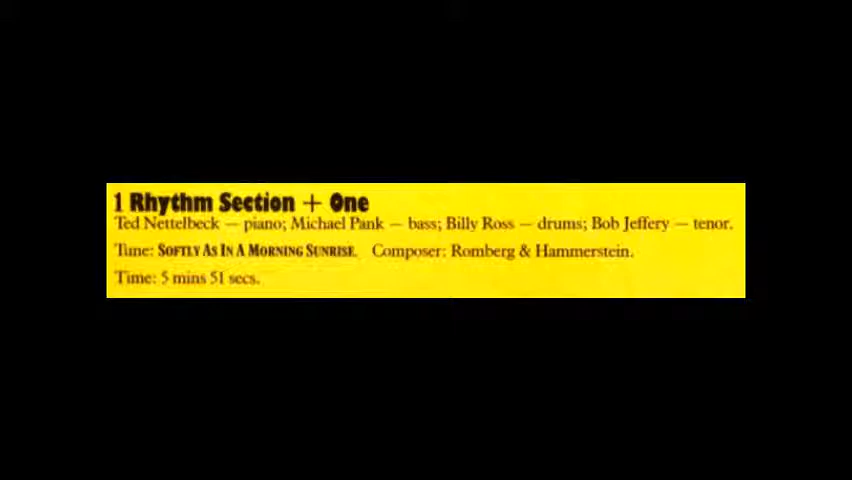 1 Rhythm Section + One
Ted Nettelbeck — piano; Michael Pank — bass; Billy Ross — drums; Bob Jeffery — tenor.
Tune: SOFTLY AS IN A MORNING SUNRISE. Composer: Romberg & Hammerstein.
Time: 5 mins 51 secs.